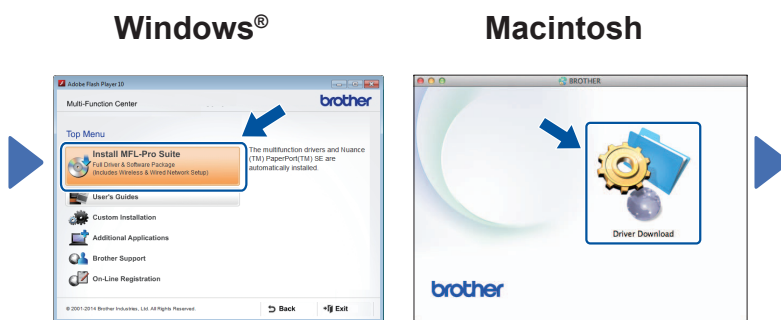 Windows®
Macintosh
Adobe Flash Player 10
Multi-Function Center
brother
Top Menu
Install MFL-Pro Suite
Full Driver & Software Package
(Includes Wireless & Wired Network Setup)
The multifunction drivers and Nuance
(TM) PaperPort(TM) SE are
automatically installed.
User's Guides
Custom Installation
Additional Applications
Brother Support
On-Line Registration
© 2001-2014 Brother Industries, Ltd. All Rights Reserved.
Back
Exit
BROTHER
Driver Download
brother